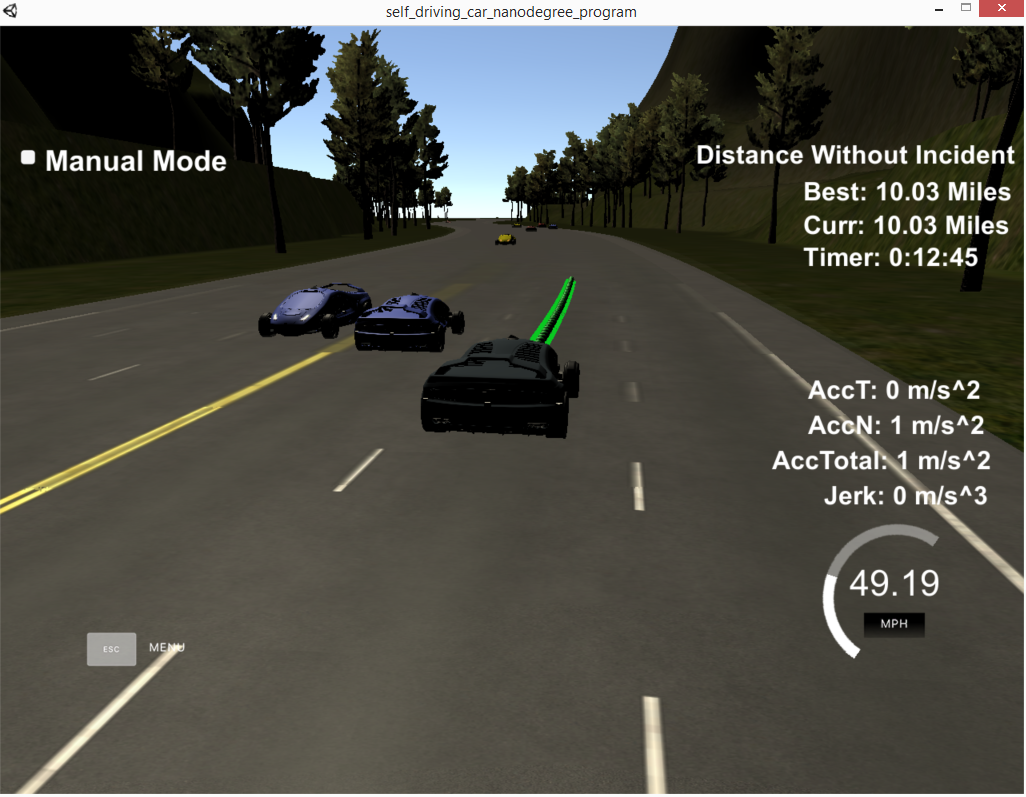 self_driving_car_nanodegree_program
Manual Mode
Distance Without Incident
Best: 10.03 Miles
Curr: 10.03 Miles
Timer: 0:12:45
AccT: 0 m/s^2
AccN: 1 m/s^2
AccTotal: 1 m/s^2
Jerk: 0 m/s^3
49.19
MPH
ESC MENU